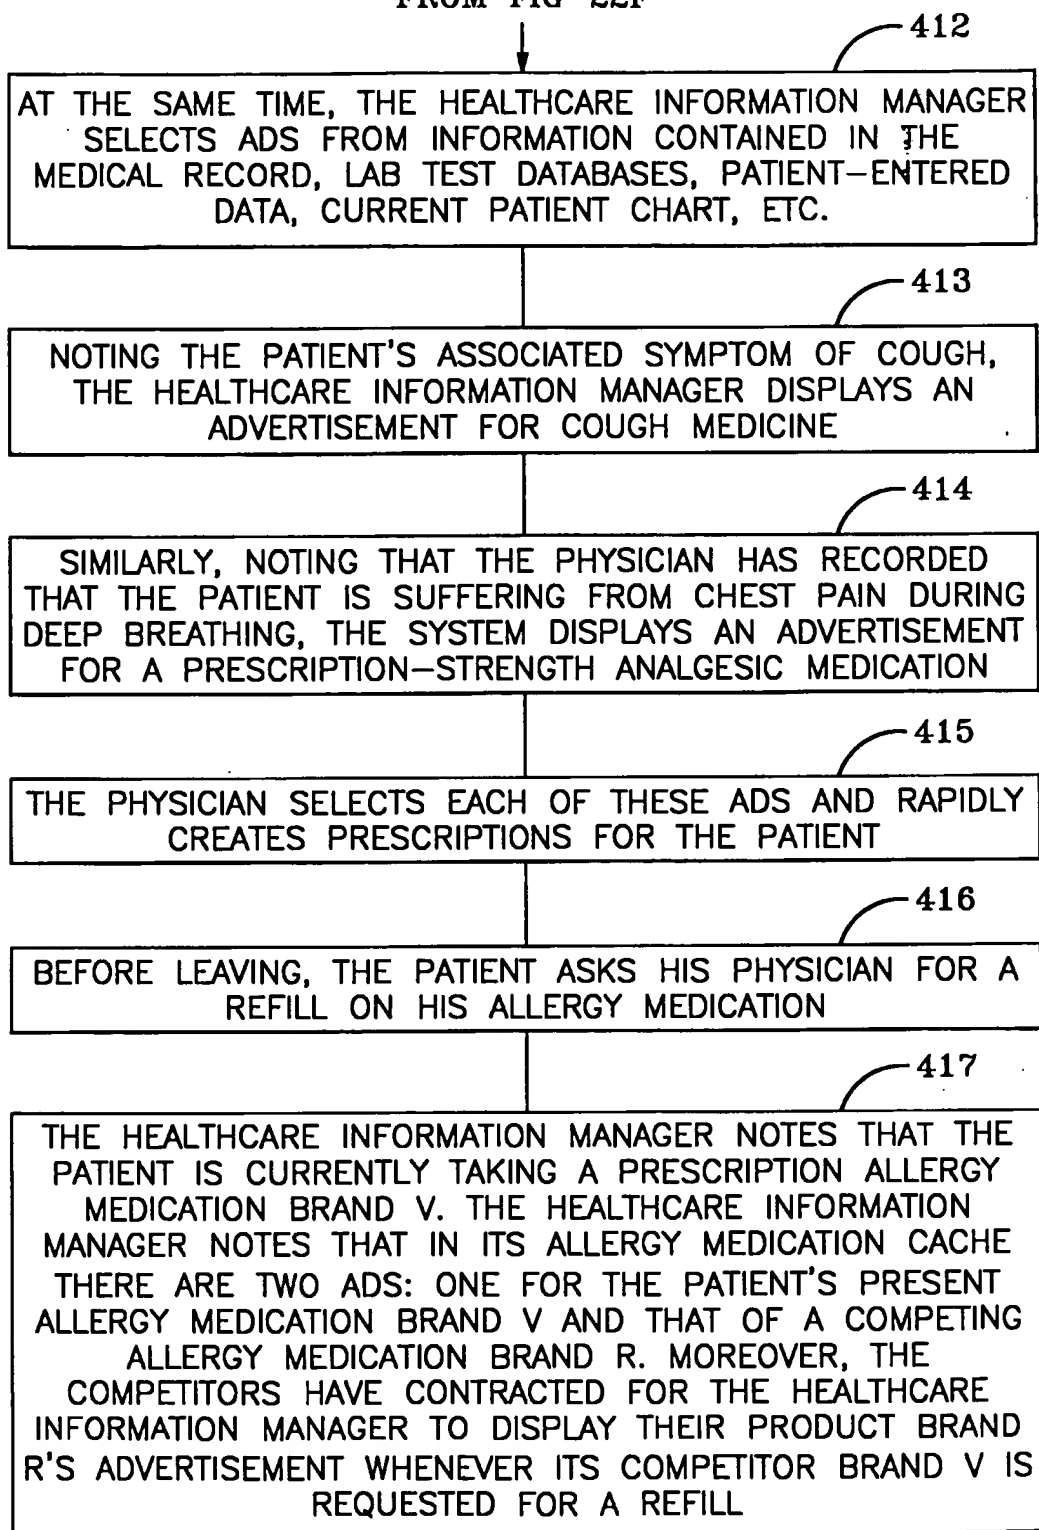 FROM FIG 22F
412
AT THE SAME TIME, THE HEALTHCARE INFORMATION MANAGER
SELECTS ADS FROM INFORMATION CONTAINED IN THE
MEDICAL RECORD, LAB TEST DATABASES, PATIENT-ENTERED
DATA, CURRENT PATIENT CHART, ETC.
413
NOTING THE PATIENT'S ASSOCIATED SYMPTOM OF COUGH,
THE HEALTHCARE INFORMATION MANAGER DISPLAYS AN
ADVERTISEMENT FOR COUGH MEDICINE
414
SIMILARLY, NOTING THAT THE PHYSICIAN HAS RECORDED
THAT THE PATIENT IS SUFFERING FROM CHEST PAIN DURING
DEEP BREATHING, THE SYSTEM DISPLAYS AN ADVERTISEMENT
FOR A PRESCRIPTION-STRENGTH ANALGESIC MEDICATION
415
THE PHYSICIAN SELECTS EACH OF THESE ADS AND RAPIDLY
CREATES PRESCRIPTIONS FOR THE PATIENT
416
BEFORE LEAVING, THE PATIENT ASKS HIS PHYSICIAN FOR A
REFILL ON HIS ALLERGY MEDICATION
417
THE HEALTHCARE INFORMATION MANAGER NOTES THAT THE
PATIENT IS CURRENTLY TAKING A PRESCRIPTION ALLERGY
MEDICATION BRAND V. THE HEALTHCARE INFORMATION
MANAGER NOTES THAT IN ITS ALLERGY MEDICATION CACHE
THERE ARE TWO ADS: ONE FOR THE PATIENT'S PRESENT
ALLERGY MEDICATION BRAND V AND THAT OF A COMPETING
ALLERGY MEDICATION BRAND R. MOREOVER, THE
COMPETITORS HAVE CONTRACTED FOR THE HEALTHCARE
INFORMATION MANAGER TO DISPLAY THEIR PRODUCT BRAND
R'S ADVERTISEMENT WHENEVER ITS COMPETITOR BRAND V IS
REQUESTED FOR A REFILL